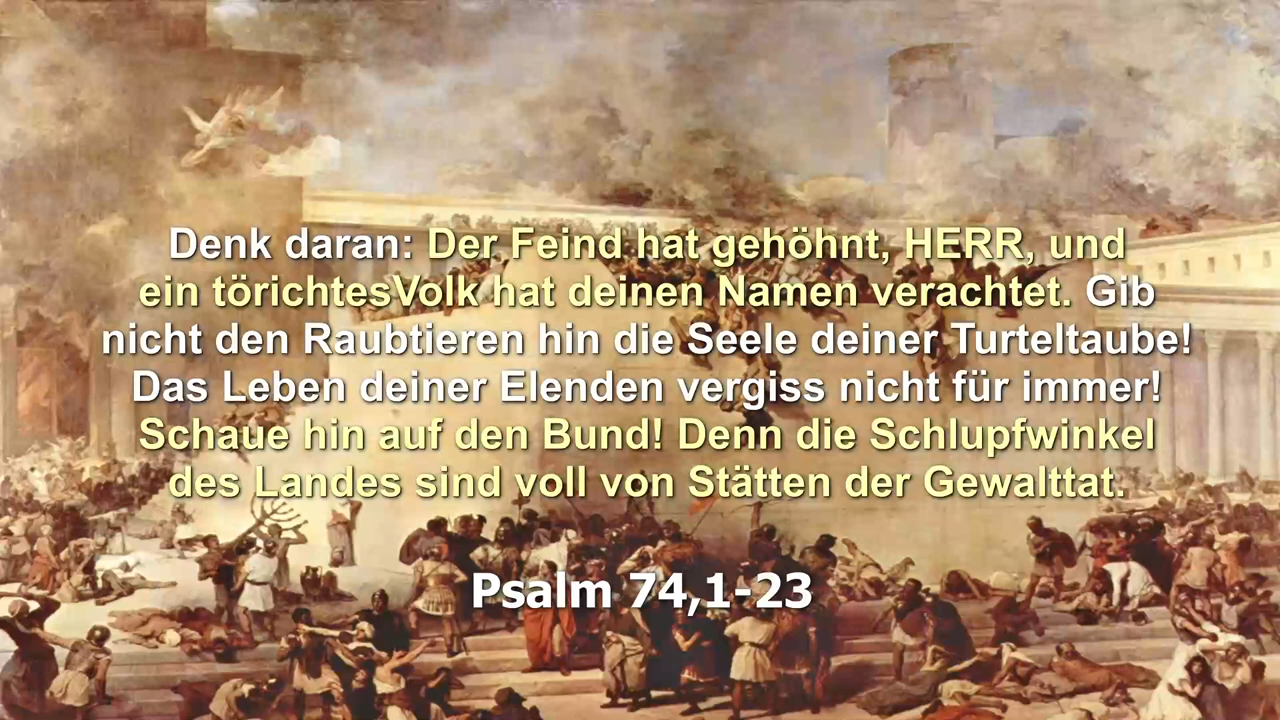 Denk daran: Der Feind hat gehöhnt, HERR, und
ein törichtesVolk hat deinen Namen verachtet. Gib
nicht den Raubtieren hin die Seele deiner Turteltaube!
Das Leben deiner Elenden vergiss nicht für immer!
Schaue hin auf den Bund! Denn die Schlupfwinkel
des Landes sind voll von Stätten der Gewalttat.
Psalm 74,1-23